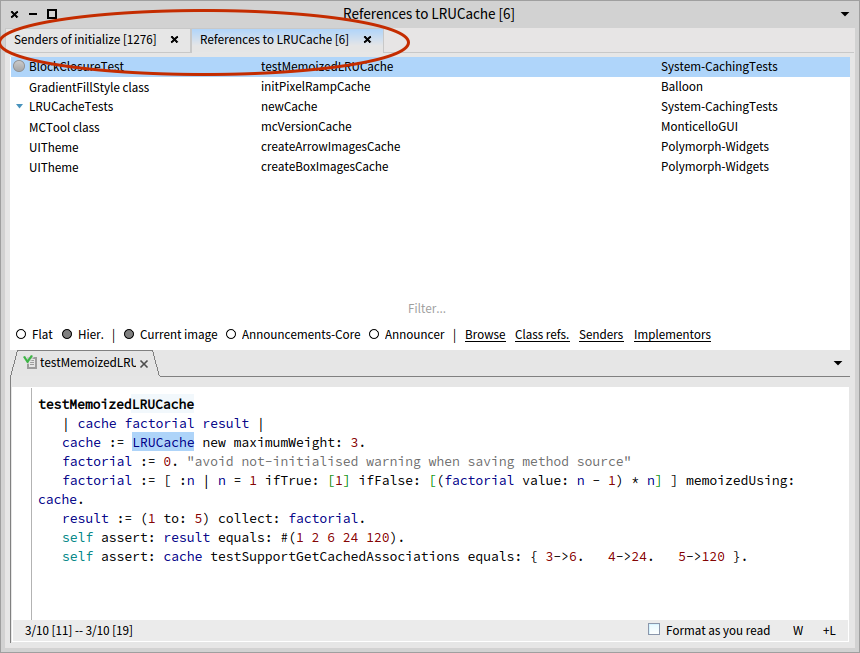 References to LRUCache [6]
Senders of initialize [1276] References to LRUCache [6]
BlockClosureTest testMemoizedLRUCache System-CachingTests
GradientFillStyle class initPixelRampCache Balloon
LRUCacheTests newCache System-CachingTests
MCTool class mcVersionCache MonticelloGUI
UITheme createArrowImagesCache Polymorph-Widgets
UITheme createBoxImagesCache Polymorph-Widgets
Filter...
Flat Hier. | Current image Announcements-Core Announcer | Browse Class refs. Senders Implementors
testMemoizedLRU
testMemoizedLRUCache
| cache factorial result |
cache := LRUCache new maximumWeight: 3.
factorial := 0. "avoid not-initialised warning when saving method source"
factorial := [ :n | n = 1 ifTrue: [1] ifFalse: [(factorial value: n - 1) * n] ] memoizedUsing:
cache.
result := (1 to: 5) collect: factorial.
self assert: result equals: #(1 2 6 24 120).
self assert: cache testSupportGetCachedAssociations equals: { 3->6. 4->24. 5->120 }.
3/10 [11] -- 3/10 [19] Format as you read W +L